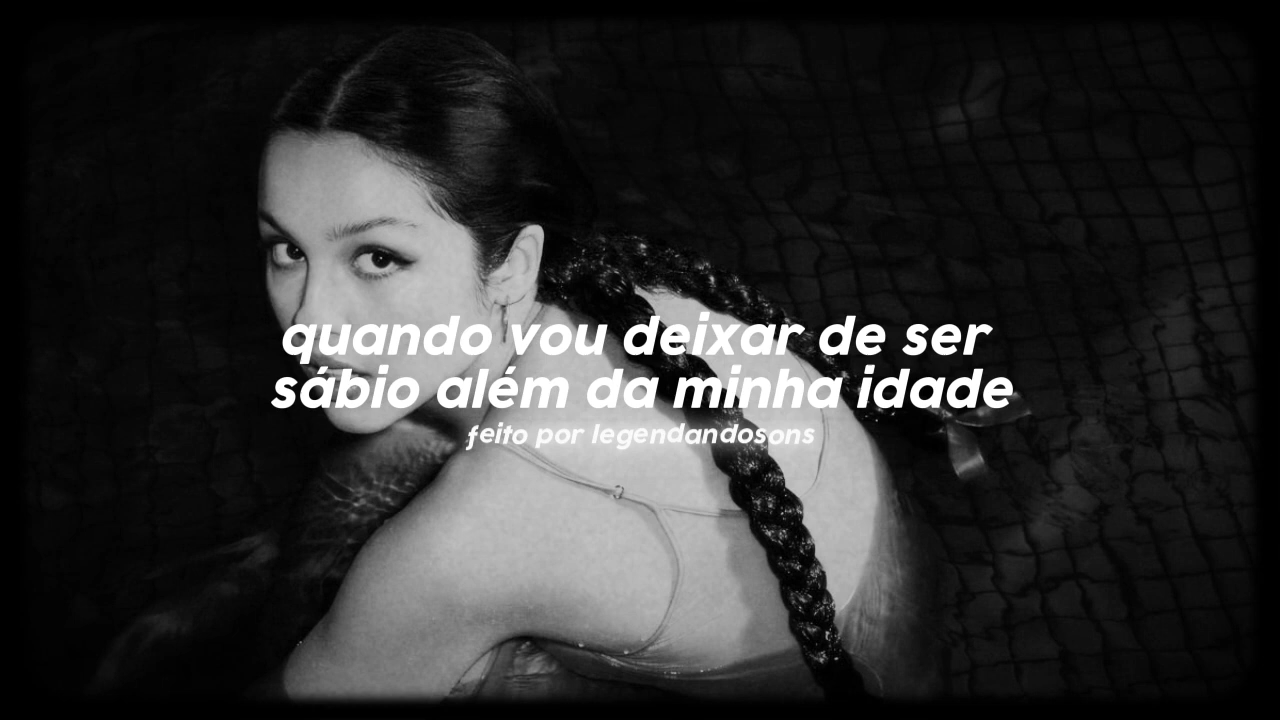 quando vou deixar de ser
sábio além da minha idade
feito por legendandosons